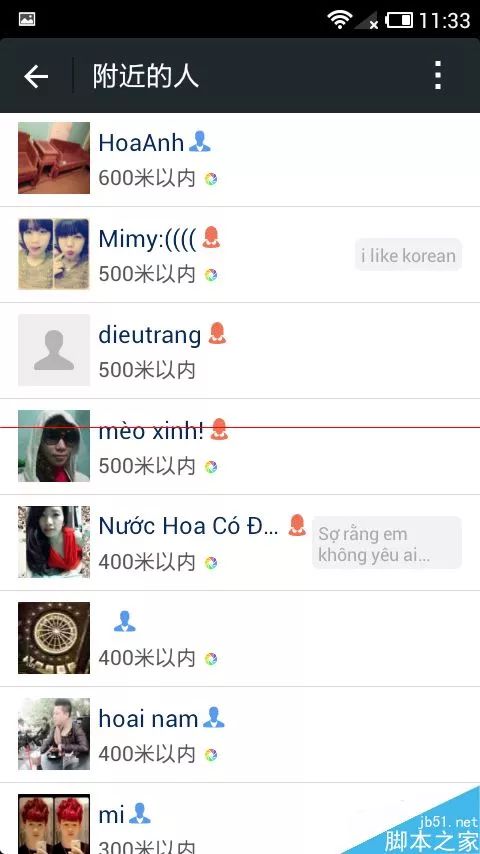 11:33
附近的人
HoaAnh
600米以内
Mimy:((((
500米以内
i like korean
dieutrang
500米以内
mèo xinh!
500米以内
Nước Hoa Có Đ...
400米以内
Sợ rằng em
không yêu ai...
400米以内
hoai nam
400米以内
mi
300米以内
jb51.net
脚本之家